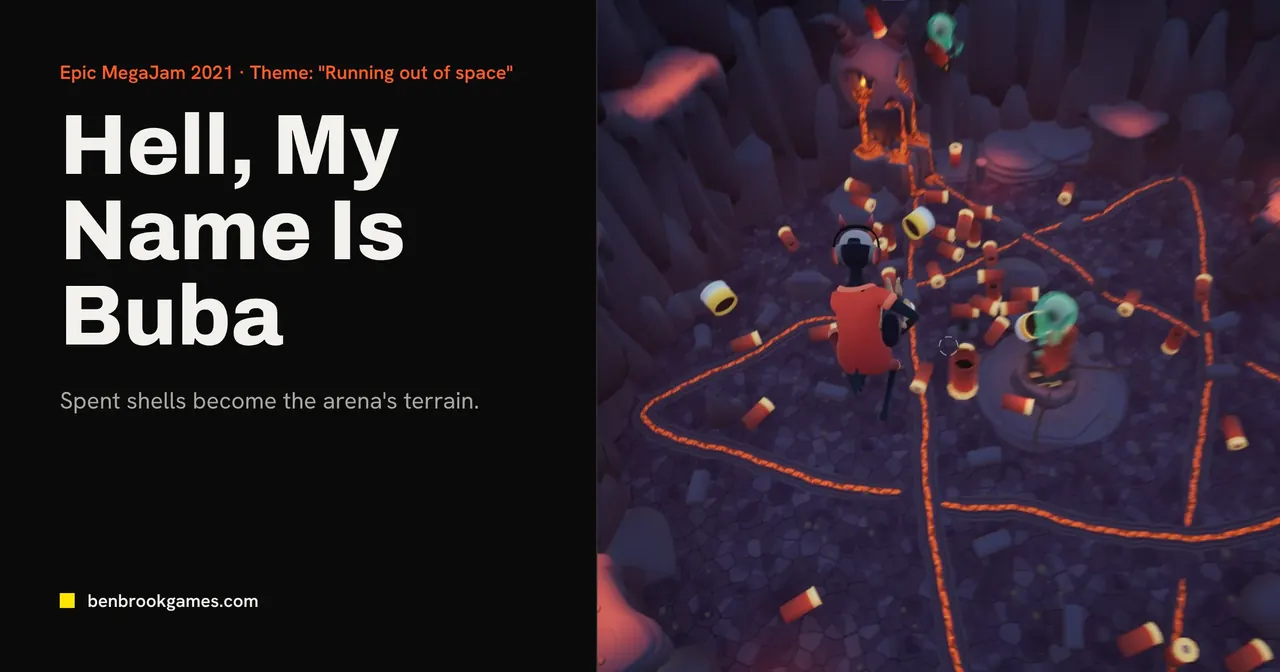 Epic MegaJam 2021 · Theme: "Running out of space"
Hell, My
Name Is
Buba
Spent shells become the arena's terrain.
benbrookgames.com